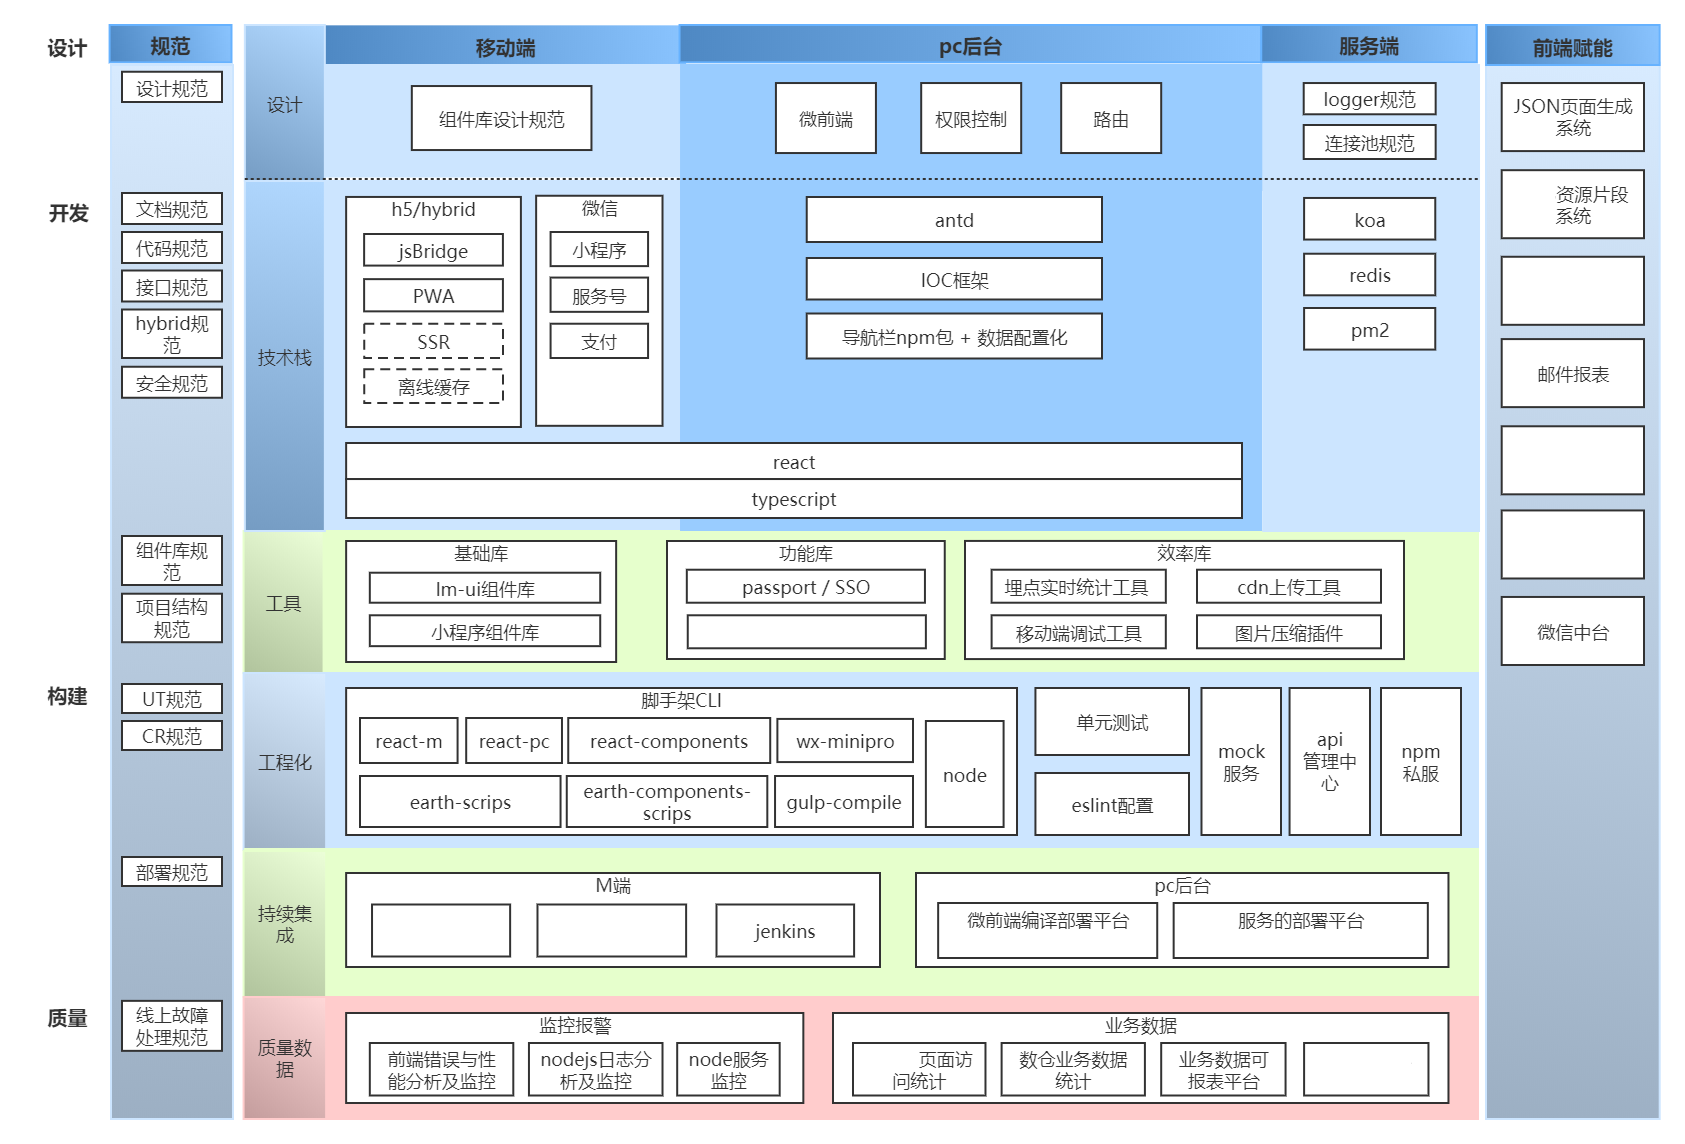 设计
开发
构建
质量
规范
设计规范
文档规范
代码规范
接口规范
hybrid规
范
安全规范
组件库规
范
项目结构
规范
UT规范
CR规范
部署规范
线上故障
处理规范
移动端
pc后台
服务端
设计
组件库设计规范
微前端
权限控制
路由
logger规范
连接池规范
技术栈
h5/hybrid
jsBridge
PWA
SSR
离线缓存
微信
小程序
服务号
支付
antd
IOC框架
导航栏npm包 + 数据配置化
koa
redis
pm2
react
typescript
工具
基础库
lm-ui组件库
小程序组件库
功能库
passport / SSO
效率库
埋点实时统计工具
cdn上传工具
移动端调试工具
图片压缩插件
工程化
脚手架CLI
react-m
react-pc
react-components
wx-minipro
earth-scrips
earth-components-
scrips
gulp-compile
node
单元测试
eslint配置
mock
服务
api
管理中
心
npm
私服
持续集
成
M端
jenkins
pc后台
微前端编译部署平台
服务的部署平台
质量数
据
监控报警
前端错误与性
能分析及监控
nodejs日志分
析及监控
node服务
监控
业务数据
页面访
问统计
数仓业务数据
统计
业务数据可
报表平台
前端赋能
JSON页面生成
系统
资源片段
系统
邮件报表
微信中台